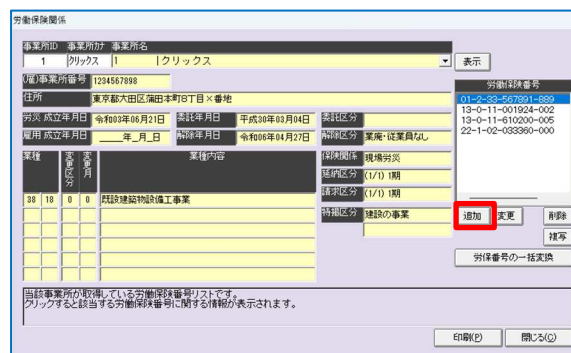 労働保険関係
事業所ID 事業所カナ 事業所名
1 クリックス 1 クリックス 表示
(雇)事業所番号 1234567898 労働保険番号
住所 東京都大田区蒲田本町8丁目×番地 01-2-33-567891-889
13-0-11-001924-002
労災 成立年月日 令和03年06月21日 委託年月日 平成30年03月04日 委託区分 13-0-11-610200-005
雇用 成立年月日 __年_月_日 解除年月日 令和06年04月27日 解除区分 業廃・従業員なし 22-1-02-033360-000
業種 変更区分 変更月 業種内容 保険関係 現場労災
延納区分 (1/1) 1期
請求区分 (1/1) 1期
38 18 0 0 既設建築物設備工事業 特掲区分 建設の事業 追加 変更 削除
複写
労保番号の一括変換
当該事業所が取得している労働保険番号リストです。
クリックすると該当する労働保険番号に関する情報が表示されます。
印刷(P) 閉じる(C)